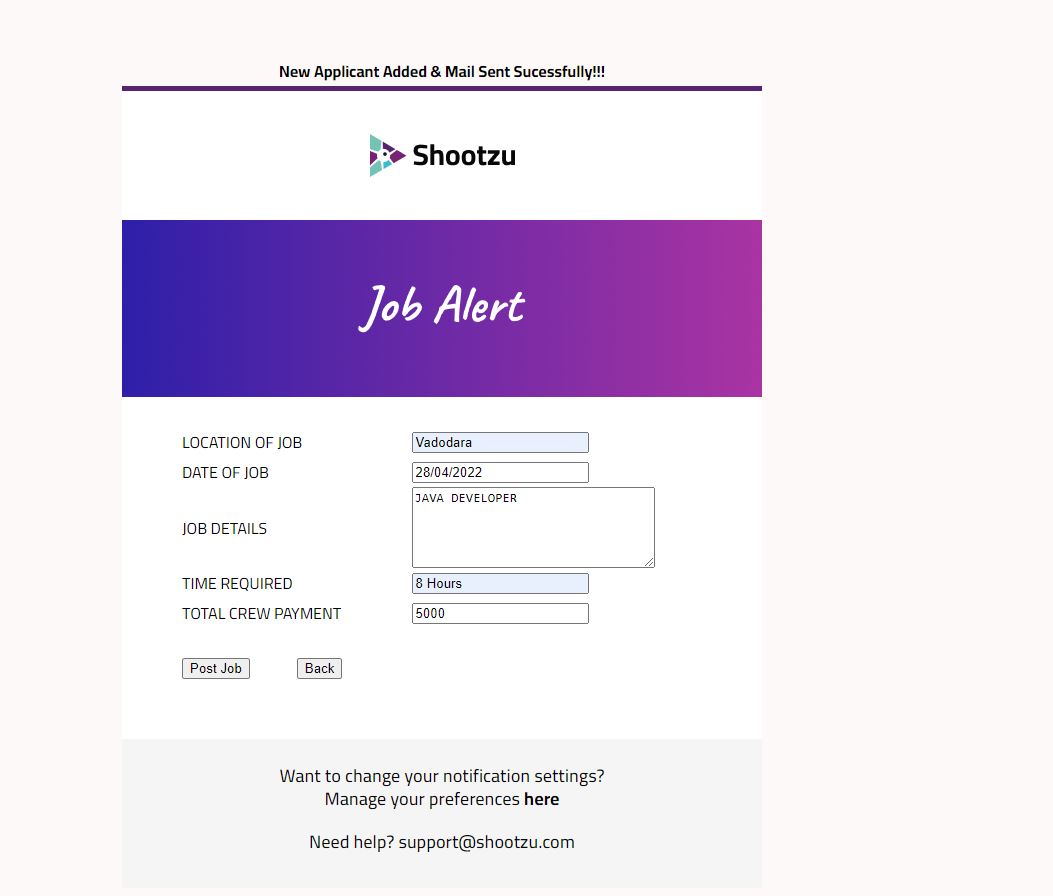 New Applicant Added & Mail Sent Sucessfully!!!
Shootzu
Job Alert
LOCATION OF JOB Vadodara
DATE OF JOB 28/04/2022
JOB DETAILS JAVA DEVELOPER
TIME REQUIRED 8 Hours
TOTAL CREW PAYMENT 5000
Post Job Back
Want to change your notification settings?
Manage your preferences here
Need help? support@shootzu.com